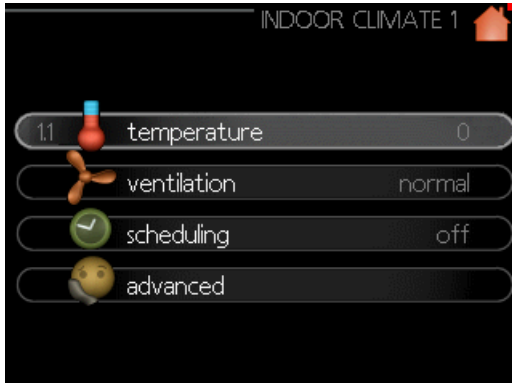 INDOOR CLIMATE 1
1.1 temperature 0
ventilation normal
scheduling off
advanced